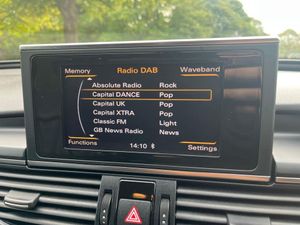 Memory Radio DAB Waveband
Absolute Radio Rock
Capital DANCE Pop
Capital UK Pop
Capital XTRA Pop
Classic FM Light
GB News Radio News
Functions 14:10 Settings